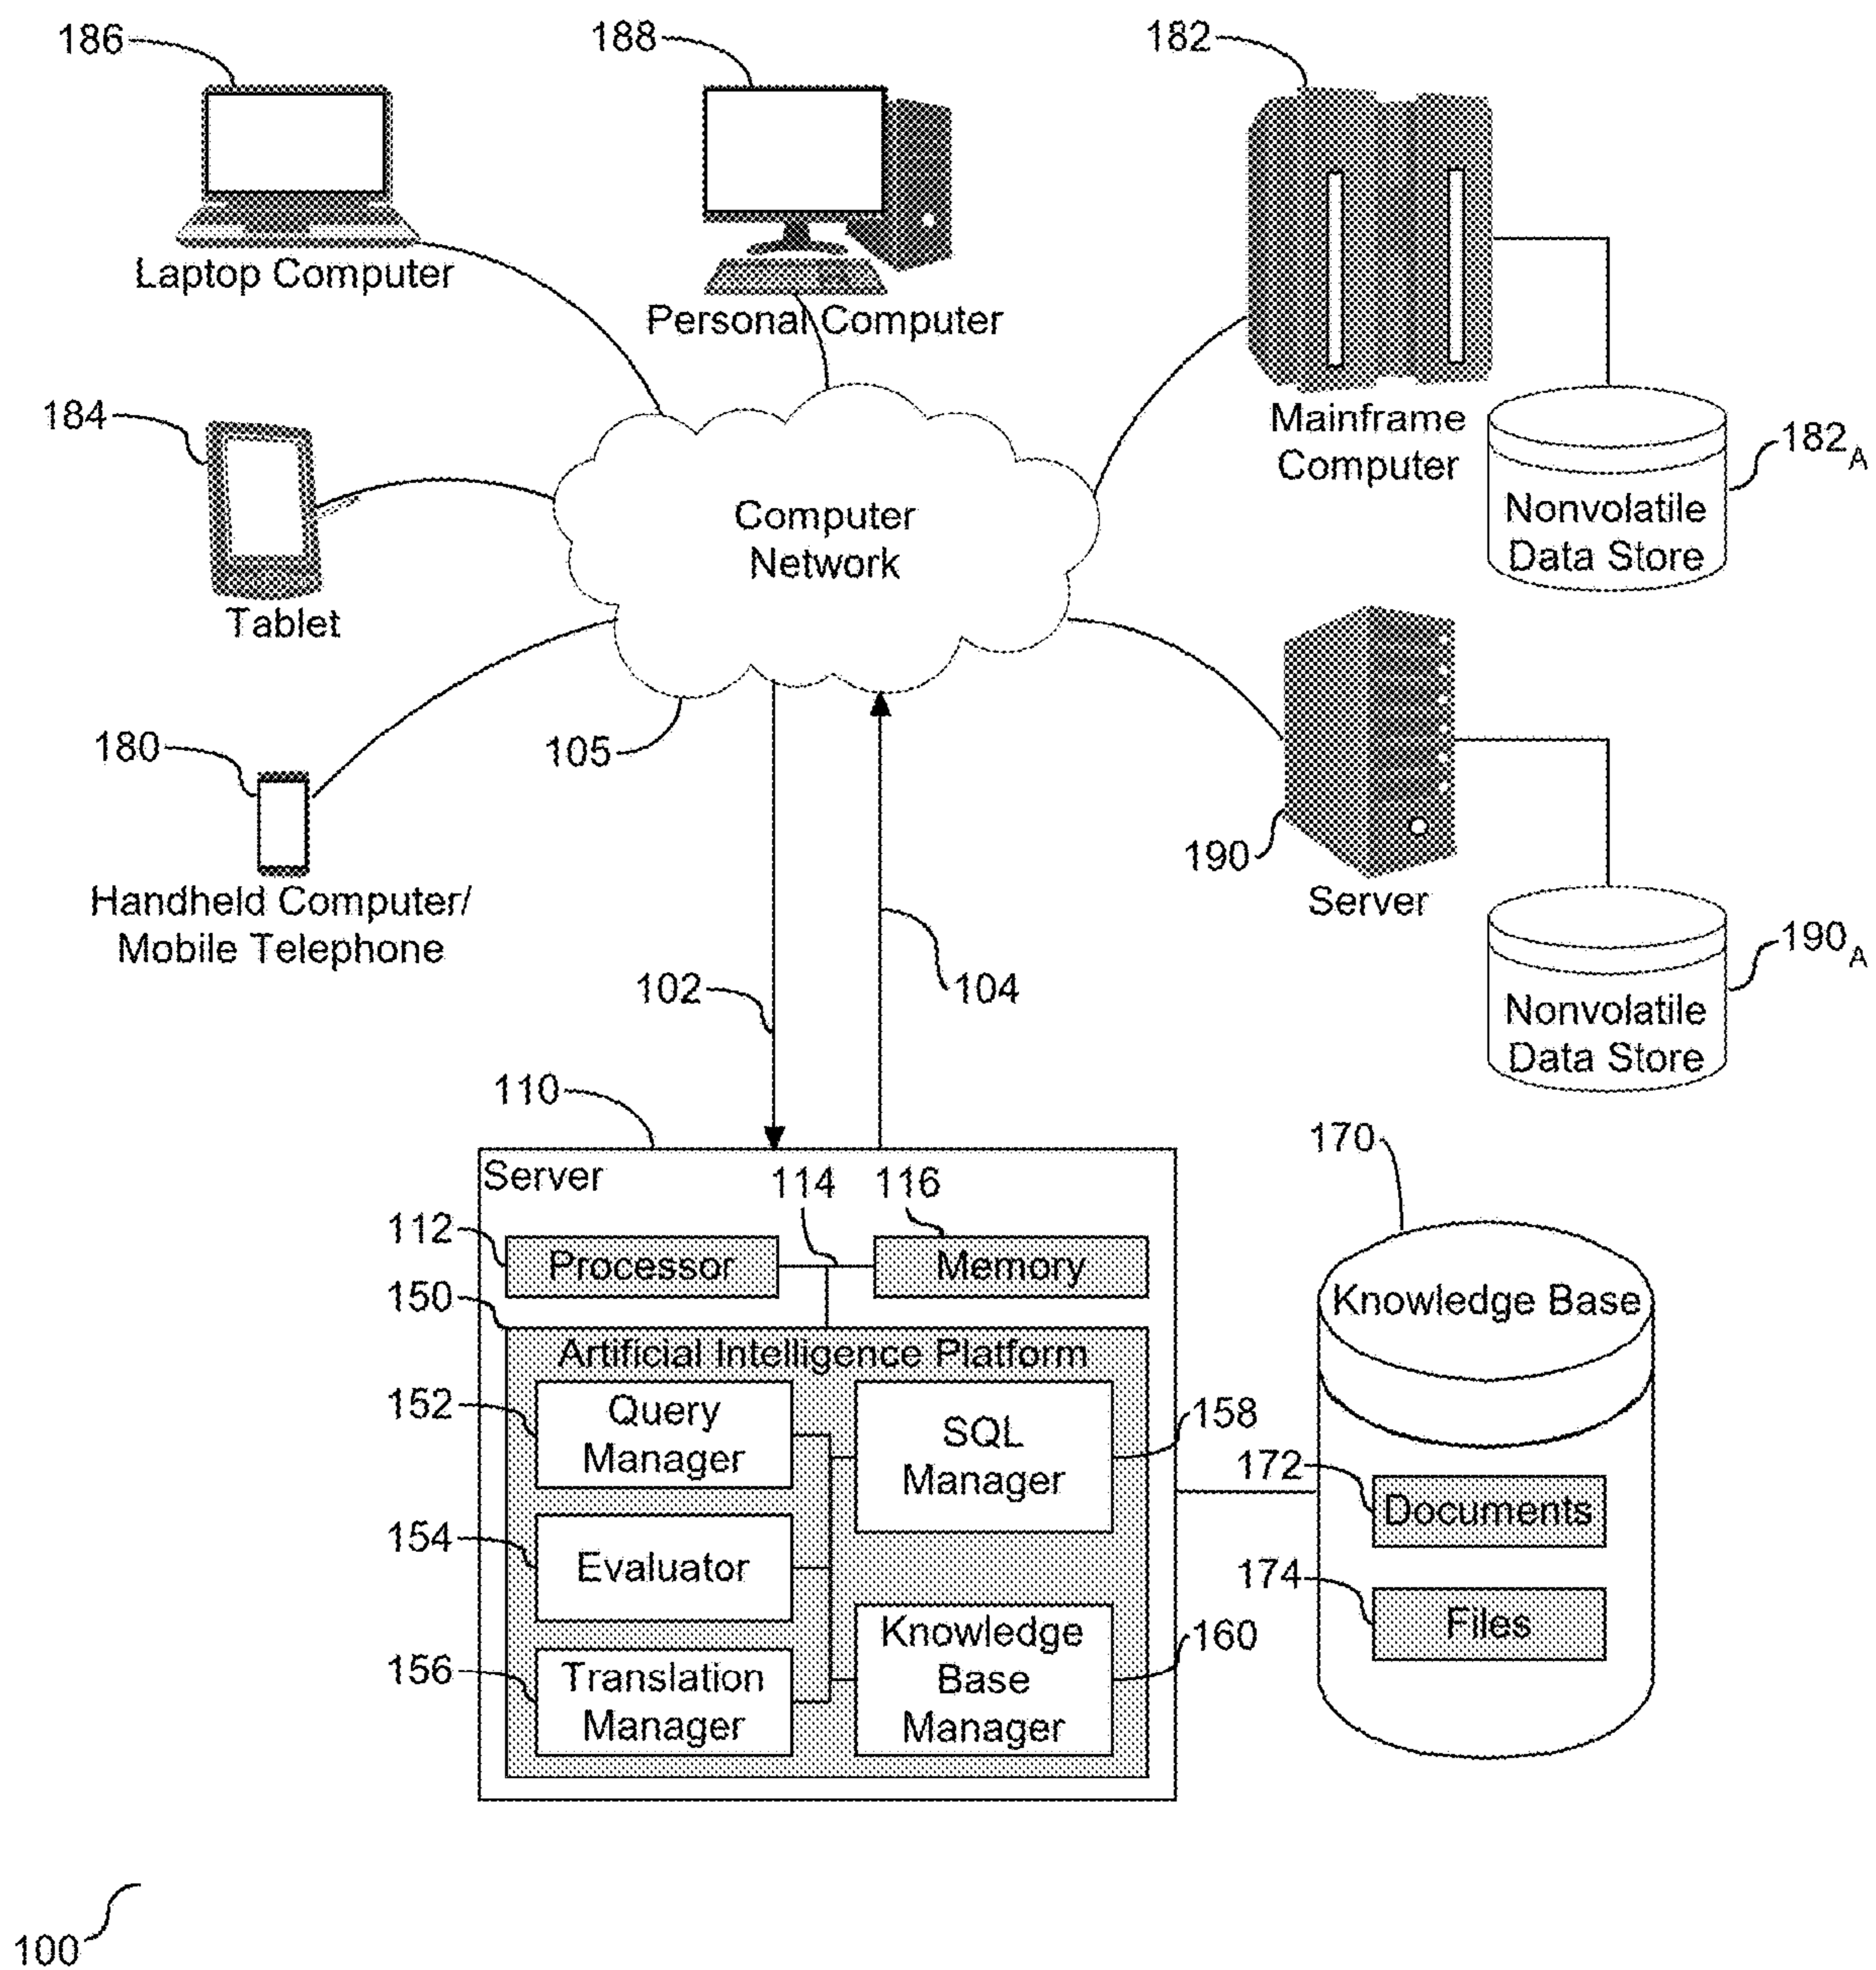 186
188
182
Laptop Computer
Personal Computer
Mainframe
Computer
184
182A
Nonvolatile
Data Store
Computer
Network
Tablet
180
105
190
Server
Handheld Computer/
Mobile Telephone
190A
Nonvolatile
Data Store
102
104
110
170
Server
114
116
112
Processor
Memory
150
Knowledge Base
Artificial Intelligence Platform
152
Query
Manager
SQL
Manager
158
172
Documents
154
Evaluator
174
Files
156
Translation
Manager
Knowledge
Base
Manager
160
100